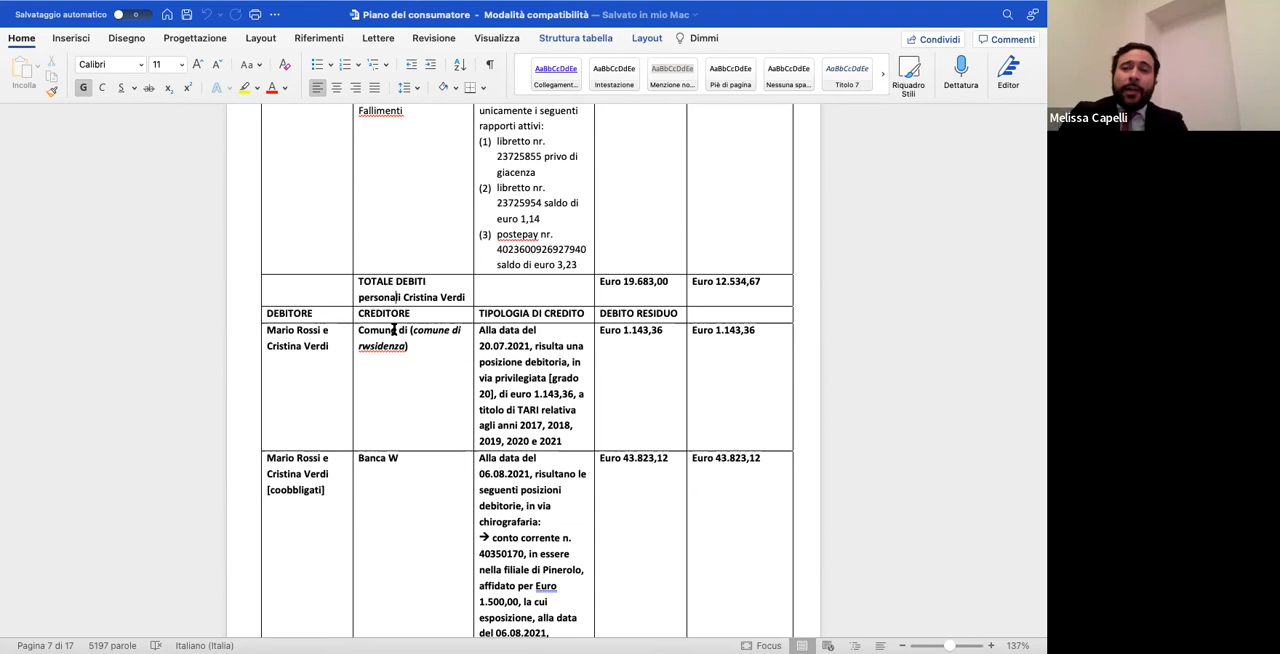 Salvataggio automatico
Piano del consumatore - Modalità compatibilità — Salvato in mio Mac
Home Inserisci Disegno Progettazione Layout Riferimenti Lettere Revisione Visualizza Struttura tabella Layout Dimmi
Condividi Commenti
Incolla
Calibri 11
G C S ab x₂ x²
AaBbCcDdEe AaBbCcDdEe AaBbCcDdEe AaBbCcDdEe AaBbCcDdEe AaBbCcDdEe
Collegament... Intestazione Menzione no... Piè di pagina Nessuna spa... Titolo 7
Riquadro
Stili
Dettatura
Editor
Melissa Capelli
Fallimenti
unicamente i seguenti
rapporti attivi:
(1) libretto nr.
23725855 privo di
giacenza
(2) libretto nr.
23725954 saldo di
euro 1,14
(3) postepay nr.
4023600926927940
saldo di euro 3,23
TOTALE DEBITI
personali Cristina Verdi
Euro 19.683,00
Euro 12.534,67
DEBITORE CREDITORE TIPOLOGIA DI CREDITO DEBITO RESIDUO
Mario Rossi e
Cristina Verdi
Comune di (comune di
rwsidenza)
Alla data del
20.07.2021, risulta una
posizione debitoria, in
via privilegiata [grado
20], di euro 1.143,36, a
titolo di TARI relativa
agli anni 2017, 2018,
2019, 2020 e 2021
Euro 1.143,36
Euro 1.143,36
Mario Rossi e
Cristina Verdi
[coobbligati]
Banca W
Alla data del
06.08.2021, risultano le
seguenti posizioni
debitorie, in via
chirografaria:
→ conto corrente n.
40350170, in essere
nella filiale di Pinerolo,
affidato per Euro
1.500,00, la cui
esposizione, alla data
del 06.08.2021,
Euro 43.823,12
Euro 43.823,12
Pagina 7 di 17 5197 parole Italiano (Italia)
Focus
137%